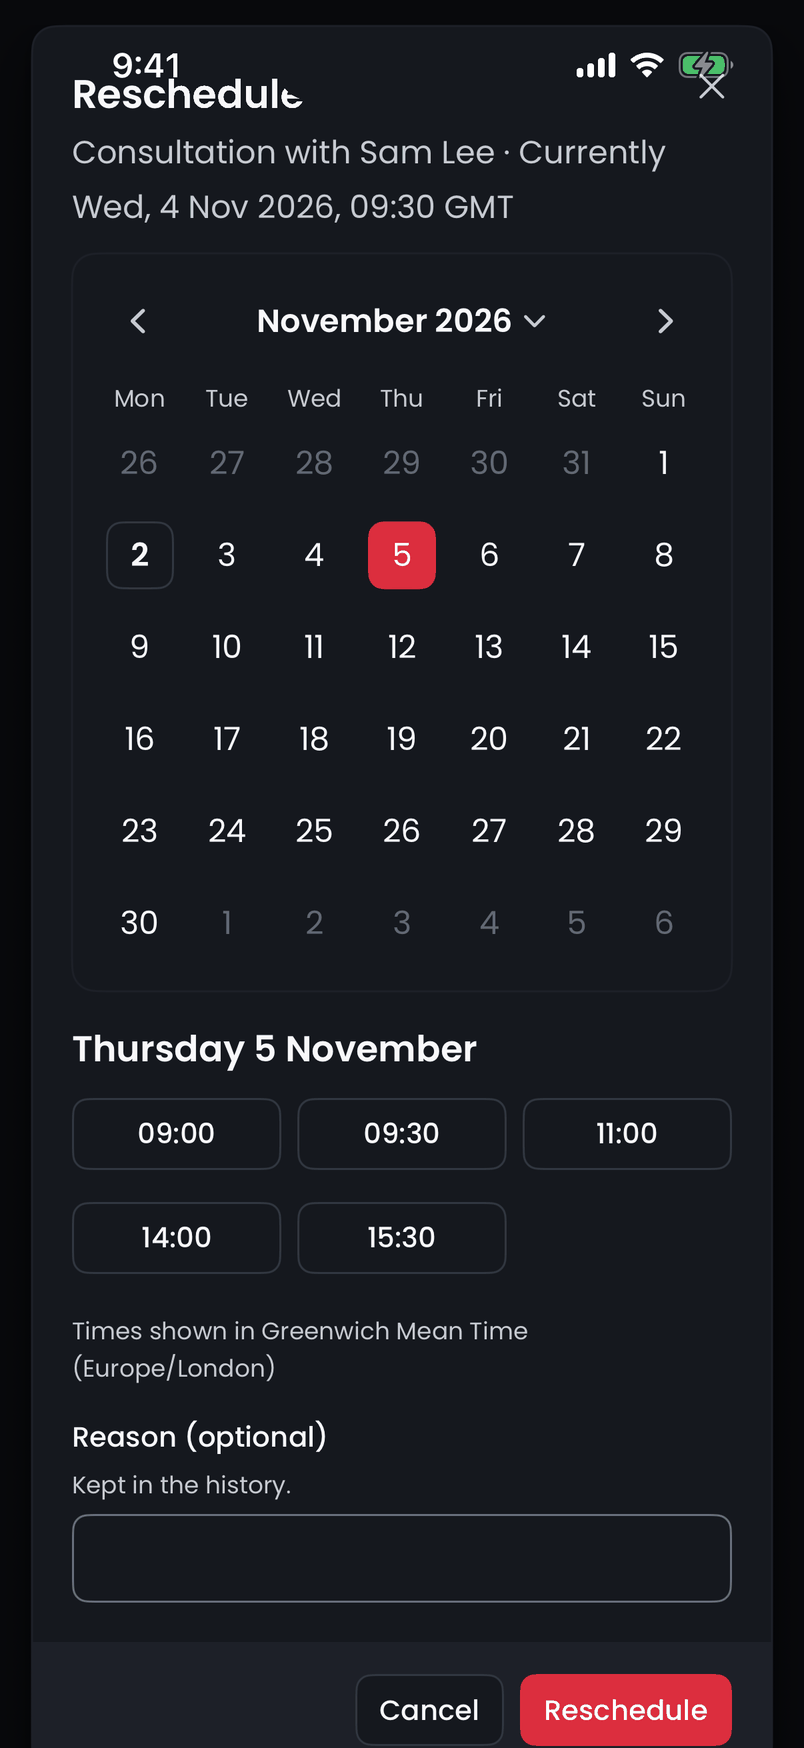 9:41
Reschedule
Consultation with Sam Lee · Currently
Wed, 4 Nov 2026, 09:30 GMT
November 2026
Mon Tue Wed Thu Fri Sat Sun
26 27 28 29 30 31 1
2 3 4 5 6 7 8
9 10 11 12 13 14 15
16 17 18 19 20 21 22
23 24 25 26 27 28 29
30 1 2 3 4 5 6
Thursday 5 November
09:00 09:30 11:00
14:00 15:30
Times shown in Greenwich Mean Time
(Europe/London)
Reason (optional)
Kept in the history.
Cancel Reschedule